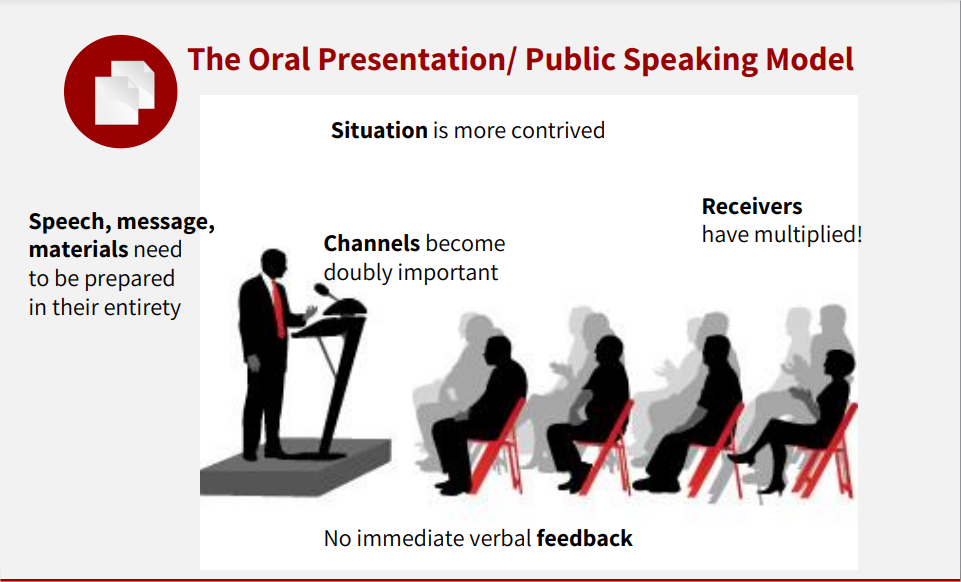 The Oral Presentation/ Public Speaking Model
Situation is more contrived
Speech, message,
materials need
to be prepared
in their entirety
Channels become
doubly important
Receivers
have multiplied!
No immediate verbal feedback